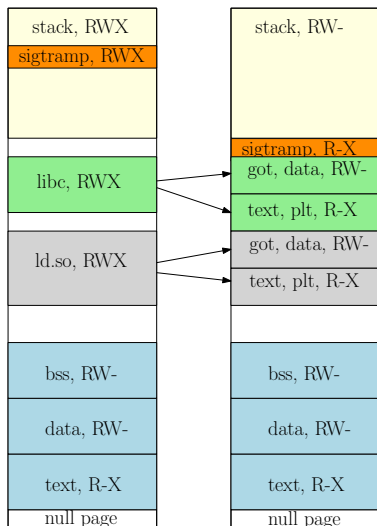 stack, RWX
sigtramp, RWX
libc, RWX
ld.so, RWX
bss, RW-
data, RW-
text, R-X
null page
stack, RW-
sigtramp, R-X
got, data, RW-
text, plt, R-X
got, data, RW-
text, plt, R-X
bss, RW-
data, RW-
text, R-X
null page